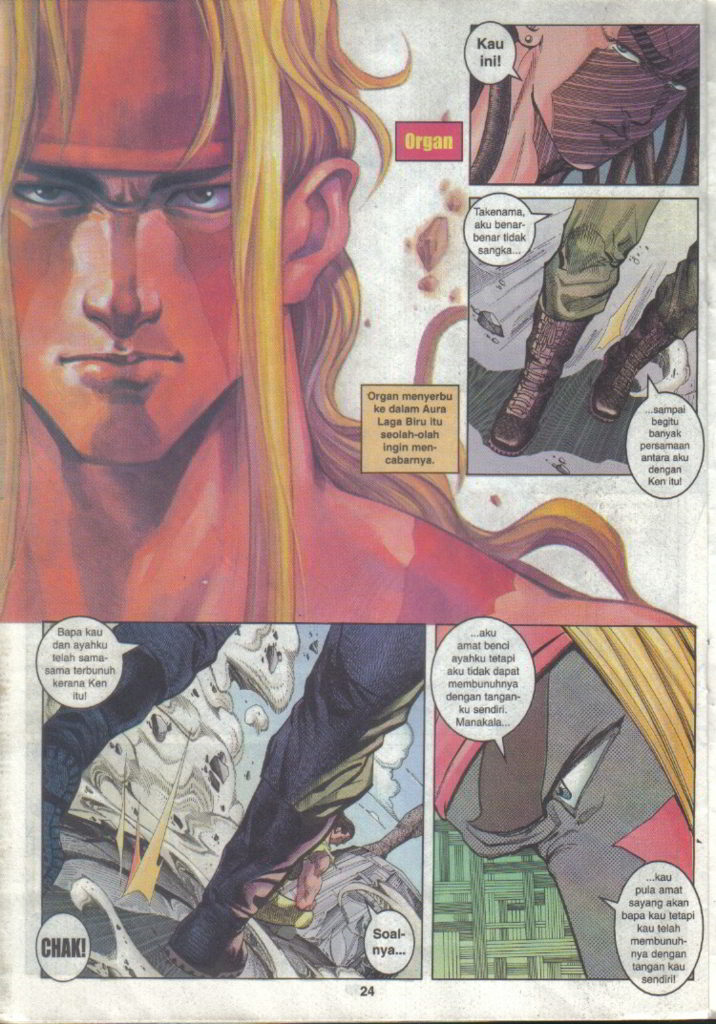 Kau
ini!
Organ
Takenama,
aku benar-
benar tidak
sangka...
Organ menyerbu
ke dalam Aura
Laga Biru itu
seolah-olah
ingin men-
cabarnya.
...sampai
begitu
banyak
persamaan
antara aku
dengan
Ken itu!
Bapa kau
dan ayahku
telah sama-
sama terbunuh
kerana Ken
itu!
CHAK!
Soal-
nya...
...aku
amat benci
ayahku tetapi
aku tidak dapat
membunuhnya
dengan tangan-
ku sendiri.
Manakala...
...kau
pula amat
sayang akan
bapa kau tetapi
kau telah
membunuh-
nya dengan
tangan kau
sendiri!
24